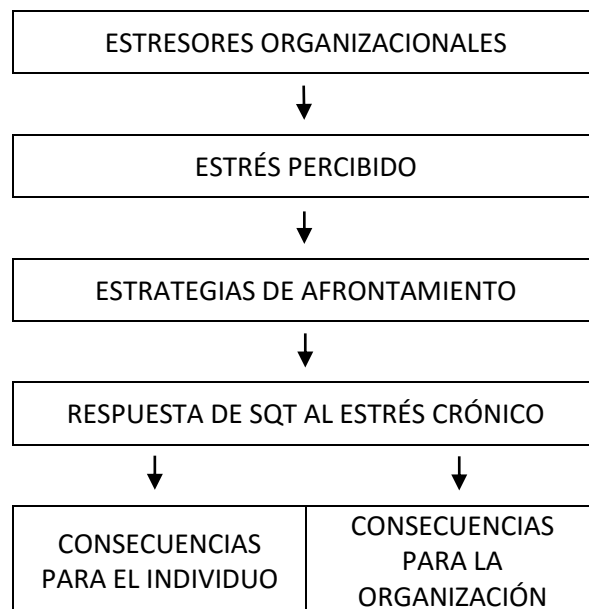 ESTRESORES ORGANIZACIONALES
ESTRÉS PERCIBIDO
ESTRATEGIAS DE AFRONTAMIENTO
RESPUESTA DE SQT AL ESTRÉS CRÓNICO
CONSECUENCIAS
PARA EL INDIVIDUO
CONSECUENCIAS
PARA LA
ORGANIZACIÓN